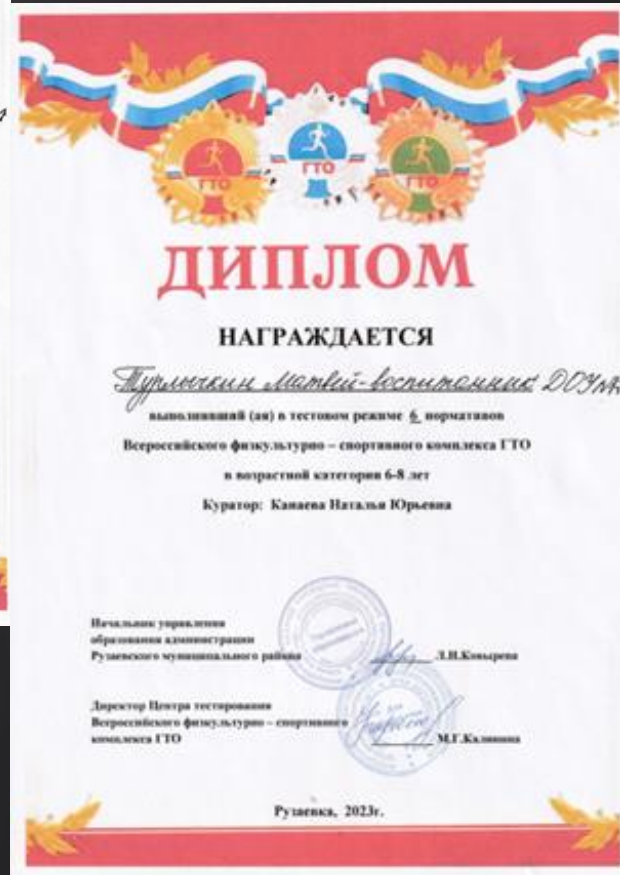 ГТО
ГТО
ГТО
ДИПЛОМ
НАГРАЖДАЕТСЯ
Турлычкин Матвей-воспитанник ДОУ
выполнивший (ая) в тестовом режиме 6 нормативов
Всероссийского физкультурно – спортивного комплекса ГТО
в возрастной категории 6-8 лет
Куратор: Канаева Наталья Юрьевна
Начальник управления
образования администрации
Рузаевского муниципального района Л.Н.Комырева
Директор Центра тестирования
Всероссийского физкультурно – спортивного
комплекса ГТО М.Г.Калинина
Рузаевка, 2023г.